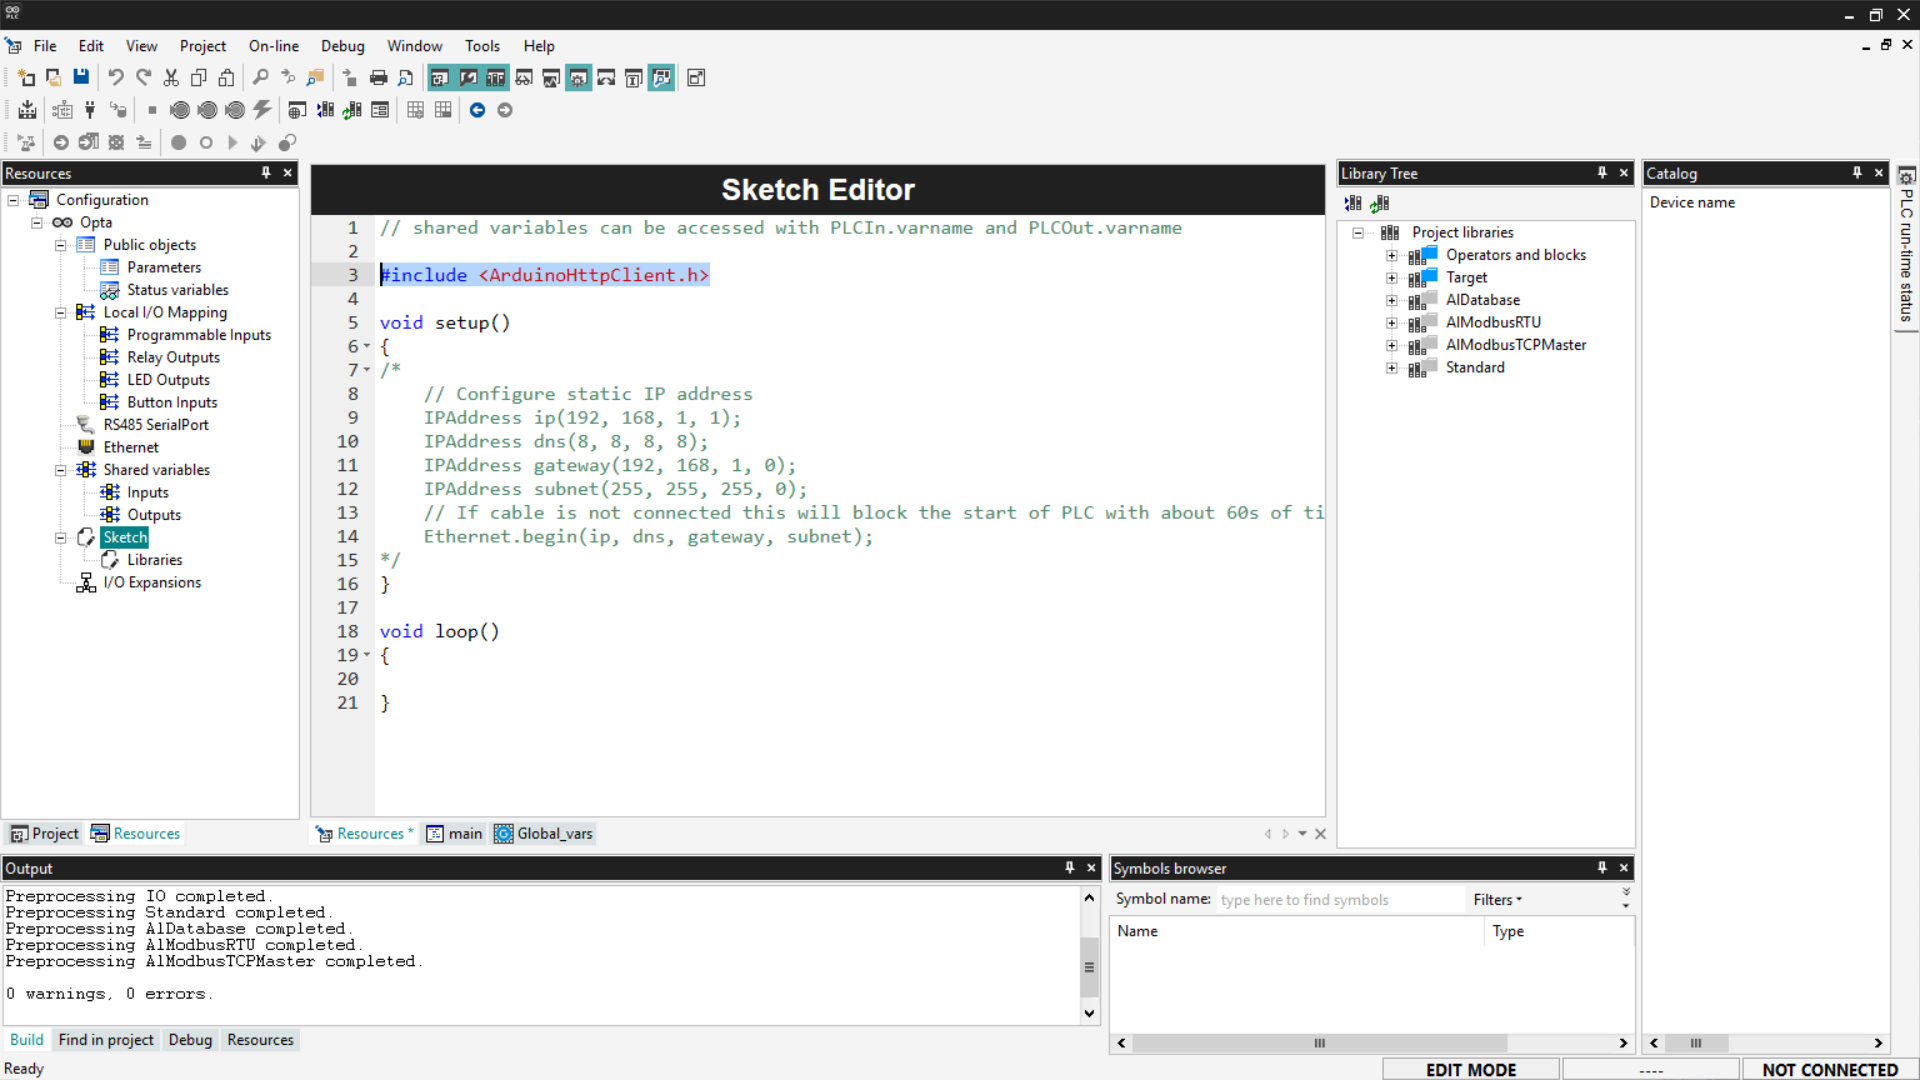 PLC
File Edit View Project On-line Debug Window Tools Help
Resources
Configuration
Opta
Public objects
Parameters
Status variables
Local I/O Mapping
Programmable Inputs
Relay Outputs
LED Outputs
Button Inputs
RS485 SerialPort
Ethernet
Shared variables
Inputs
Outputs
Sketch
Libraries
I/O Expansions
Project Resources
Sketch Editor
1 // shared variables can be accessed with PLCIn.varname and PLCOut.varname
2
3 #include <ArduinoHttpClient.h>
4
5 void setup()
6 {
7 /*
8 // Configure static IP address
9 IPAddress ip(192, 168, 1, 1);
10 IPAddress dns(8, 8, 8, 8);
11 IPAddress gateway(192, 168, 1, 0);
12 IPAddress subnet(255, 255, 255, 0);
13 // If cable is not connected this will block the start of PLC with about 60s of ti
14 Ethernet.begin(ip, dns, gateway, subnet);
15 */
16 }
17
18 void loop()
19 {
20
21 }
Resources * main Global_vars
Library Tree
Project libraries
Operators and blocks
Target
AlDatabase
AlModbusRTU
AlModbusTCPMaster
Standard
Catalog
Device name
PLC run-time status
Output
Preprocessing IO completed.
Preprocessing Standard completed.
Preprocessing AlDatabase completed.
Preprocessing AlModbusRTU completed.
Preprocessing AlModbusTCPMaster completed.
0 warnings, 0 errors.
Build Find in project Debug Resources
Symbols browser
Symbol name: type here to find symbols Filters
Name Type
Ready
EDIT MODE ---- NOT CONNECTED